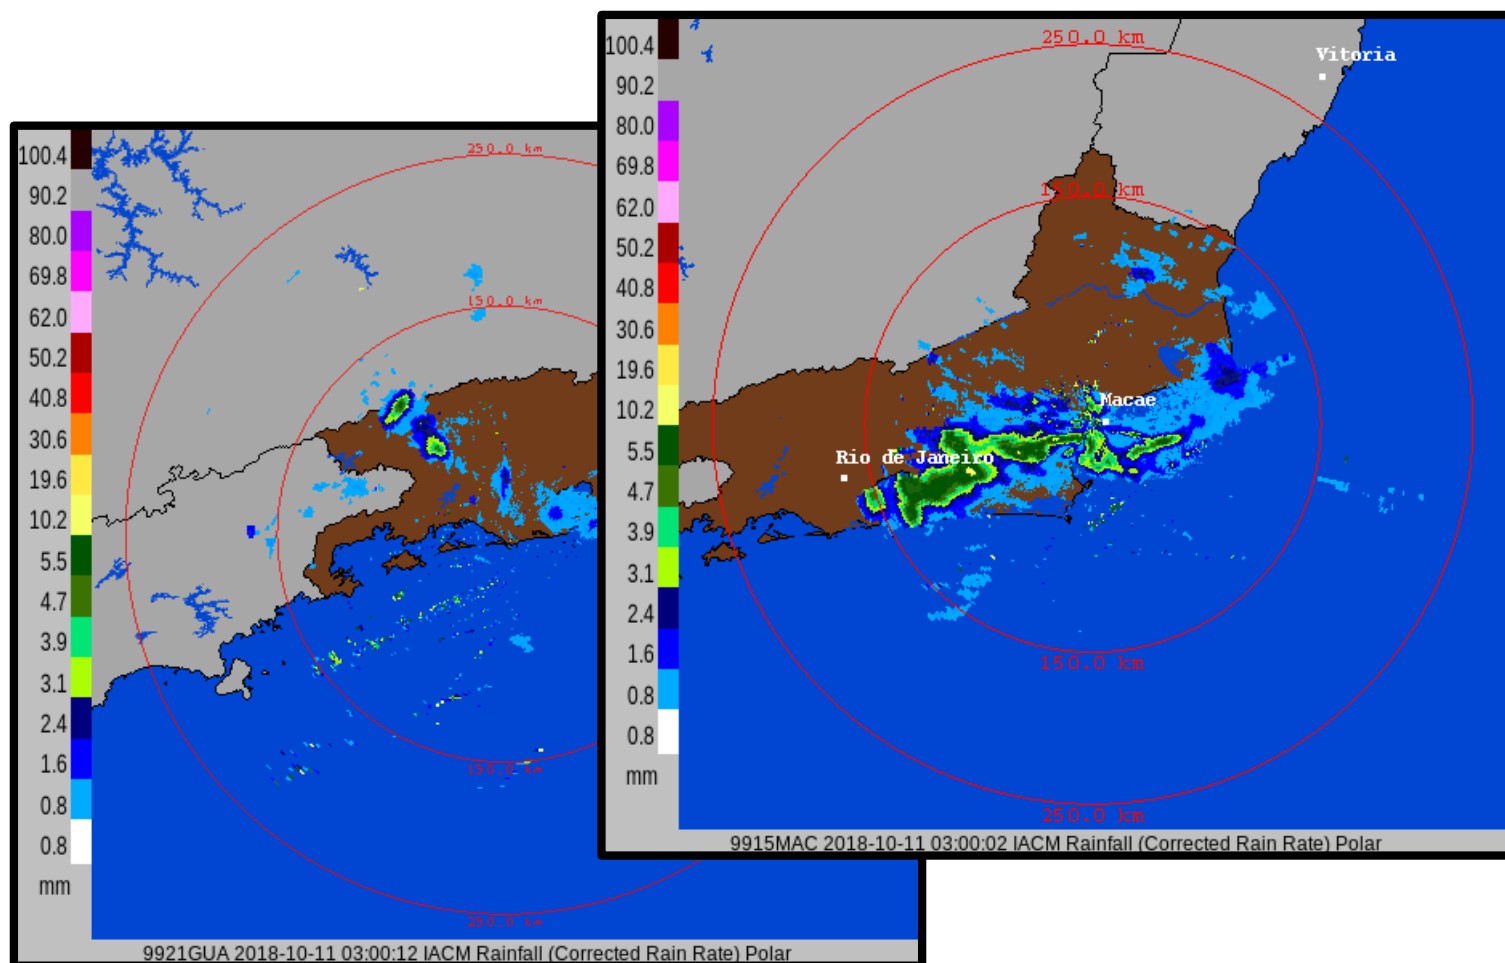 100.4
90.2
80.0
69.8
62.0
50.2
40.8
30.6
19.6
10.2
5.5
4.7
3.9
3.1
2.4
1.6
0.8
0.8
mm
250.0 km
150.0 km
150.0 km
250.0 km
9921GUA 2018-10-11 03:00:12 IACM Rainfall (Corrected Rain Rate) Polar
100.4
90.2
80.0
69.8
62.0
50.2
40.8
30.6
19.6
10.2
5.5
4.7
3.9
3.1
2.4
1.6
0.8
0.8
mm
250.0 km
Vitoria
150.0 km
Macae
Rio de Janeiro
150.0 km
250.0 km
9915MAC 2018-10-11 03:00:02 IACM Rainfall (Corrected Rain Rate) Polar